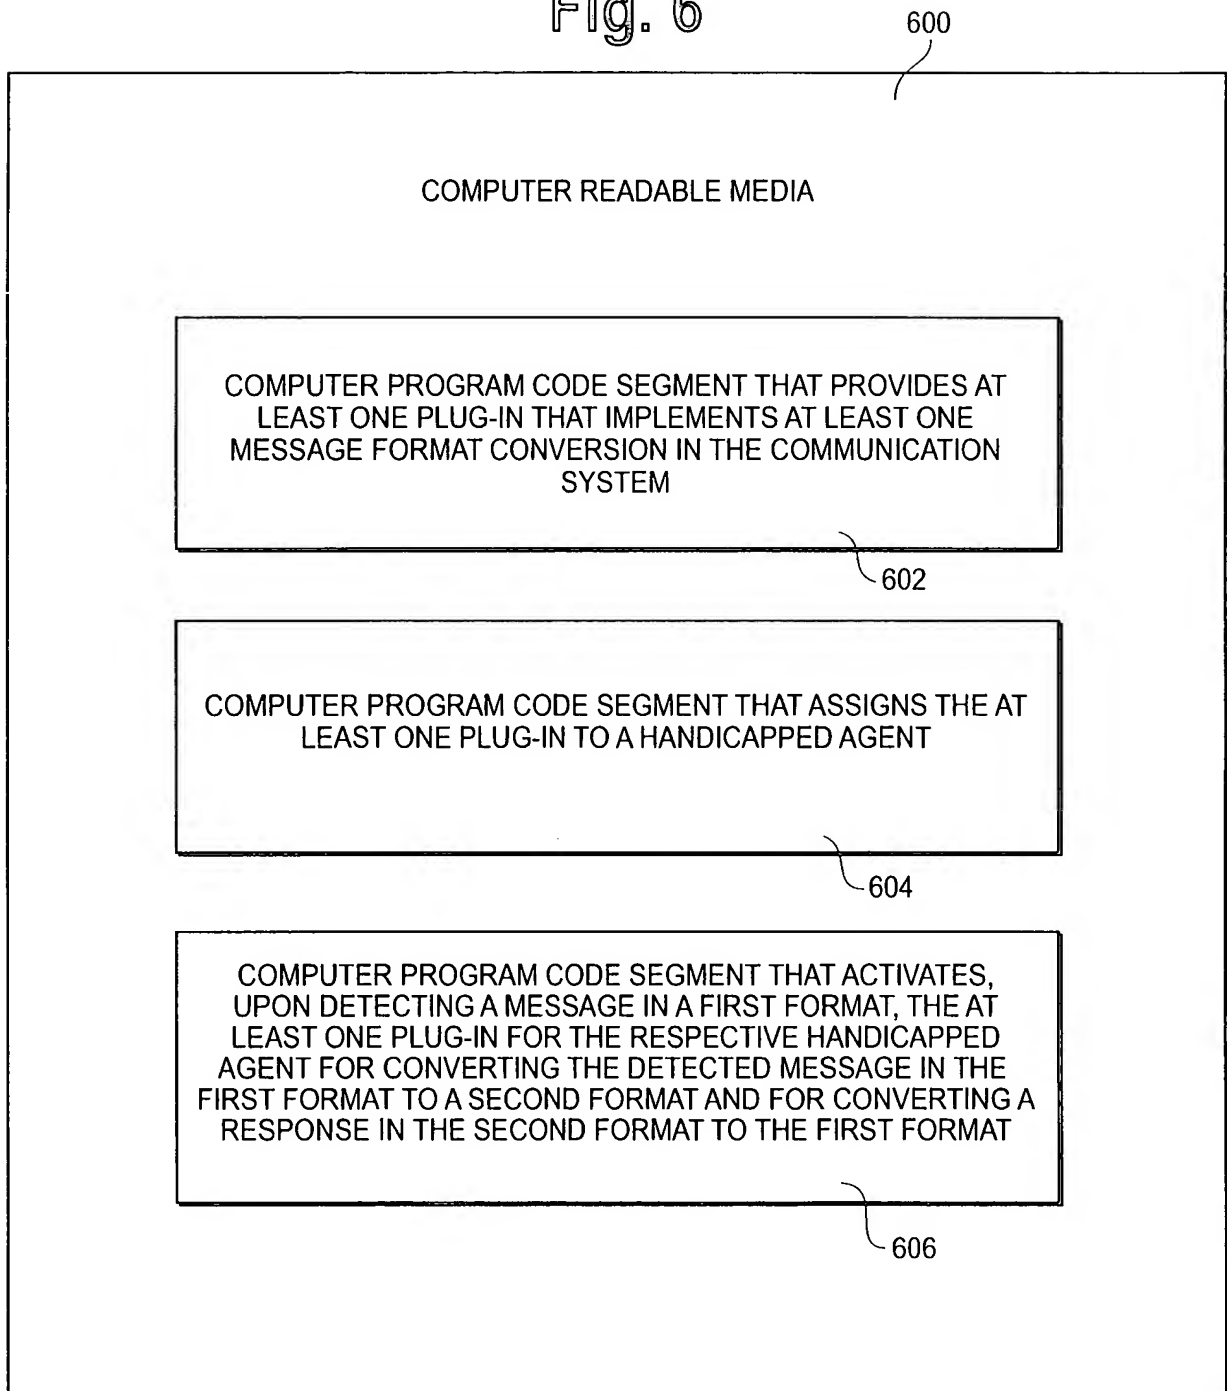 Fig. 6
600
COMPUTER READABLE MEDIA
COMPUTER PROGRAM CODE SEGMENT THAT PROVIDES AT
LEAST ONE PLUG-IN THAT IMPLEMENTS AT LEAST ONE
MESSAGE FORMAT CONVERSION IN THE COMMUNICATION
SYSTEM
602
COMPUTER PROGRAM CODE SEGMENT THAT ASSIGNS THE AT
LEAST ONE PLUG-IN TO A HANDICAPPED AGENT
604
COMPUTER PROGRAM CODE SEGMENT THAT ACTIVATES,
UPON DETECTING A MESSAGE IN A FIRST FORMAT, THE AT
LEAST ONE PLUG-IN FOR THE RESPECTIVE HANDICAPPED
AGENT FOR CONVERTING THE DETECTED MESSAGE IN THE
FIRST FORMAT TO A SECOND FORMAT AND FOR CONVERTING A
RESPONSE IN THE SECOND FORMAT TO THE FIRST FORMAT
606